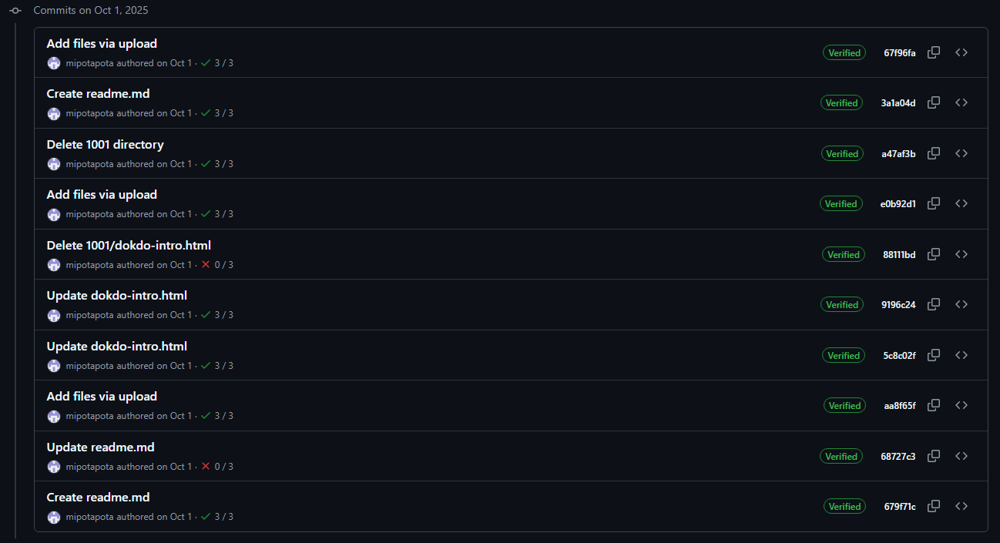 Commits on Oct 1, 2025
Add files via upload
mipotapota authored on Oct 1 · 3 / 3
Verified 67f96fa
Create readme.md
mipotapota authored on Oct 1 · 3 / 3
Verified 3a1a04d
Delete 1001 directory
mipotapota authored on Oct 1 · 3 / 3
Verified a47af3b
Add files via upload
mipotapota authored on Oct 1 · 3 / 3
Verified e0b92d1
Delete 1001/dokdo-intro.html
mipotapota authored on Oct 1 · 0 / 3
Verified 88111bd
Update dokdo-intro.html
mipotapota authored on Oct 1 · 3 / 3
Verified 9196c24
Update dokdo-intro.html
mipotapota authored on Oct 1 · 3 / 3
Verified 5c8c02f
Add files via upload
mipotapota authored on Oct 1 · 3 / 3
Verified aa8f65f
Update readme.md
mipotapota authored on Oct 1 · 0 / 3
Verified 68727c3
Create readme.md
mipotapota authored on Oct 1 · 3 / 3
Verified 679f71c